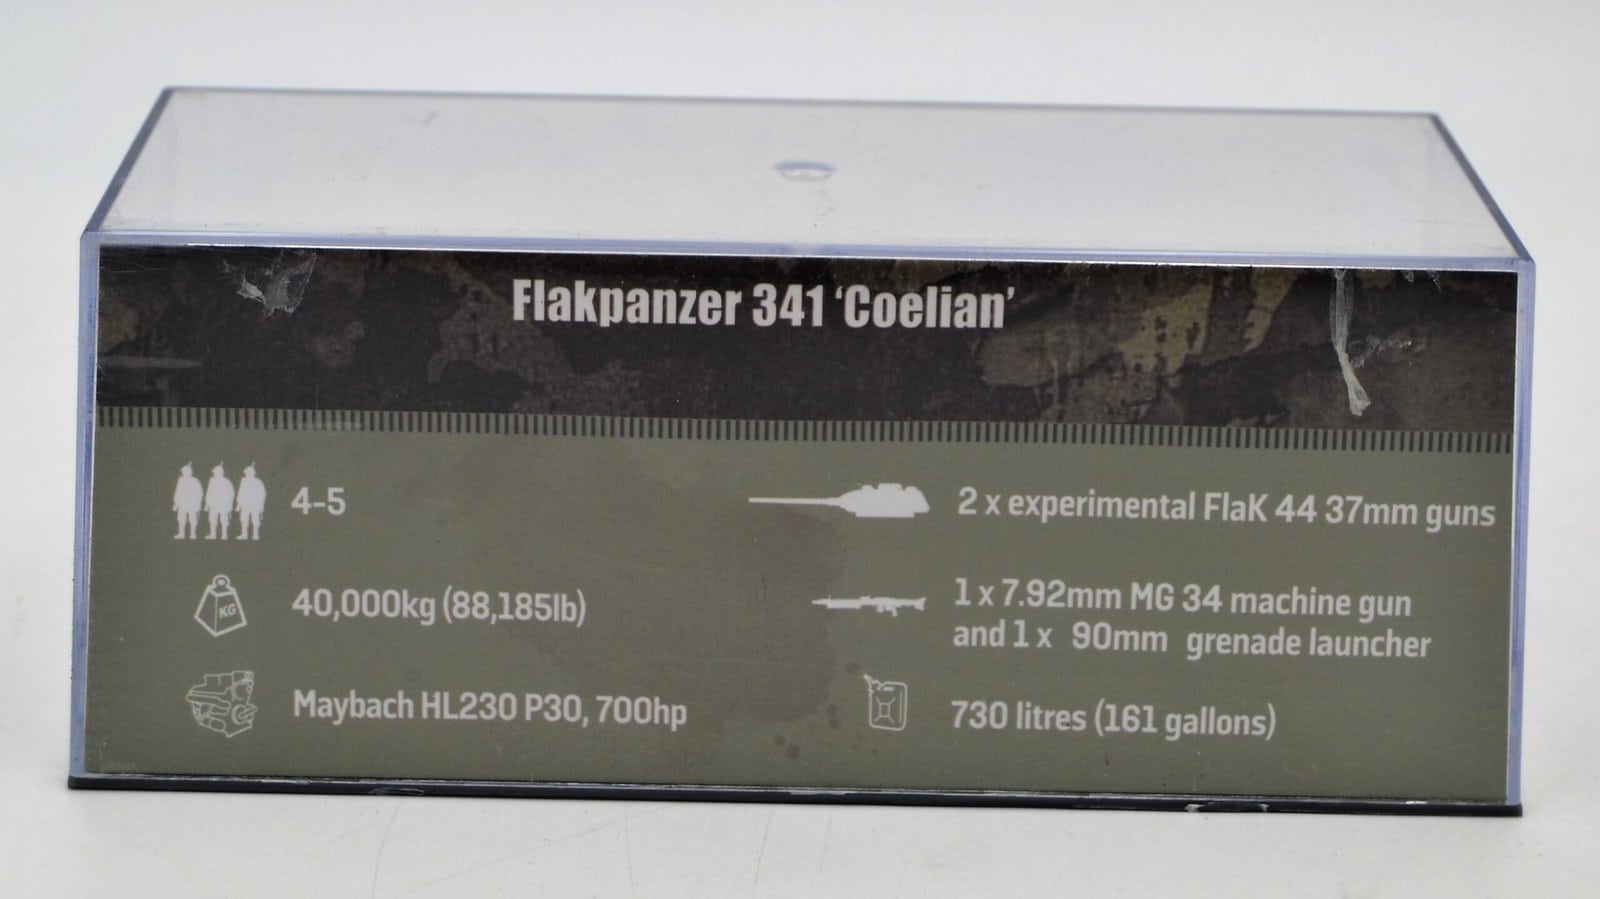 Flakpanzer 341 ‘Coelian’
4-5
2 x experimental FlaK 44 37mm guns
KG
40,000kg (88,185lb)
1 x 7.92mm MG 34 machine gun
and 1 x 90mm grenade launcher
Maybach HL230 P30, 700hp
730 litres (161 gallons)